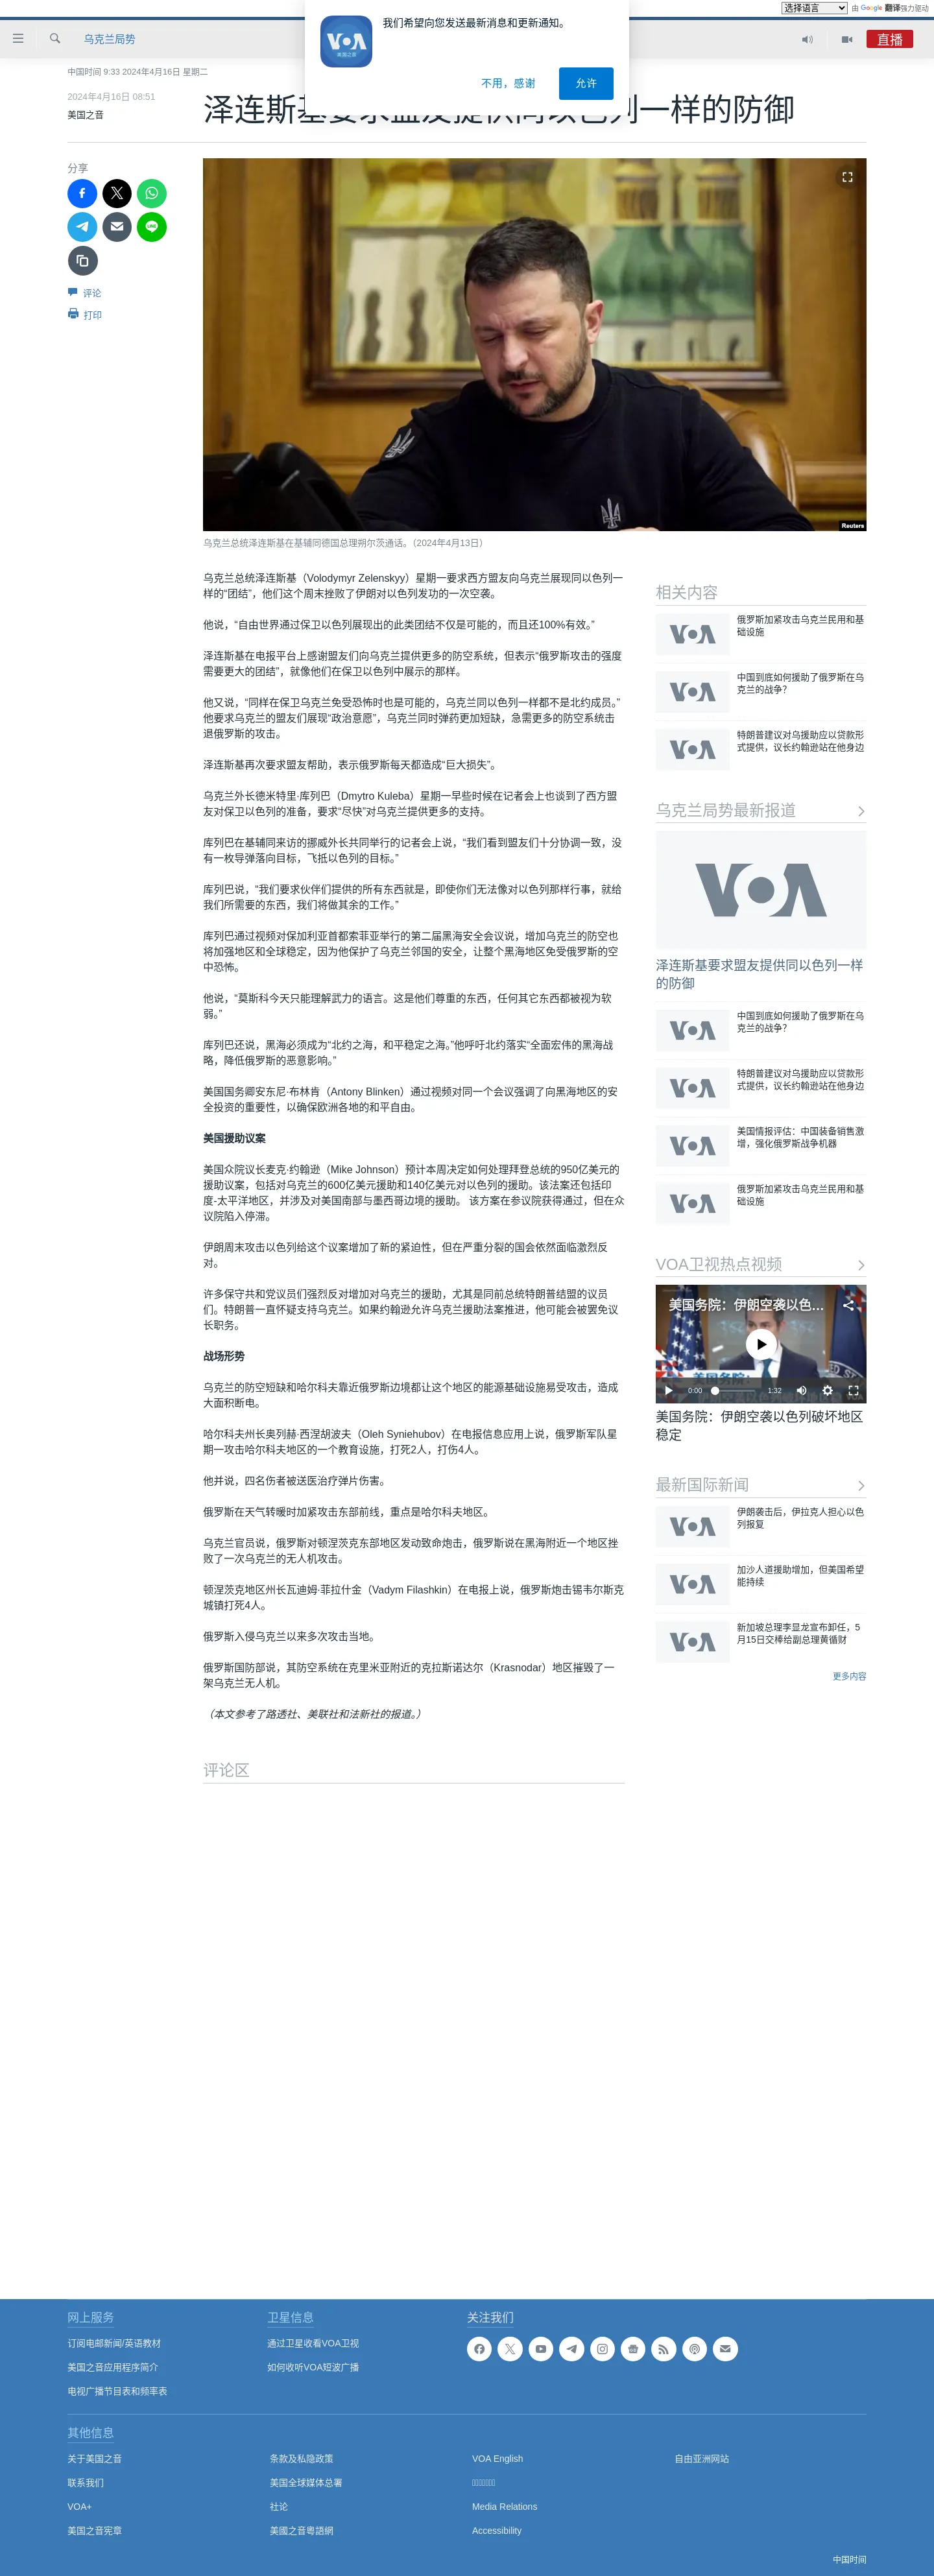 选择语言 由 Google 翻译强力驱动
我们希望向您发送最新消息和更新通知。
VOA
美国之音
不用，感谢
允许
乌克兰局势
直播
中国时间 9:33 2024年4月16日 星期二
2024年4月16日 08:51
美国之音
泽连斯基要求盟友提供同以色列一样的防御
分享
评论
打印
Reuters
乌克兰总统泽连斯基在基辅同德国总理朔尔茨通话。（2024年4月13日）
乌克兰总统泽连斯基（Volodymyr Zelenskyy）星期一要求西方盟友向乌克兰展现同以色列一
样的“团结”，他们这个周末挫败了伊朗对以色列发功的一次空袭。
他说，“自由世界通过保卫以色列展现出的此类团结不仅是可能的，而且还100%有效。”
泽连斯基在电报平台上感谢盟友们向乌克兰提供更多的防空系统，但表示“俄罗斯攻击的强度
需要更大的团结”，就像他们在保卫以色列中展示的那样。
他又说，“同样在保卫乌克兰免受恐怖时也是可能的，乌克兰同以色列一样都不是北约成员。”
他要求乌克兰的盟友们展现“政治意愿”，乌克兰同时弹药更加短缺，急需更多的防空系统击
退俄罗斯的攻击。
泽连斯基再次要求盟友帮助，表示俄罗斯每天都造成“巨大损失”。
乌克兰外长德米特里·库列巴（Dmytro Kuleba）星期一早些时候在记者会上也谈到了西方盟
友对保卫以色列的准备，要求“尽快”对乌克兰提供更多的支持。
库列巴在基辅同来访的挪威外长共同举行的记者会上说，“我们看到盟友们十分协调一致，没
有一枚导弹落向目标，飞抵以色列的目标。”
库列巴说，“我们要求伙伴们提供的所有东西就是，即使你们无法像对以色列那样行事，就给
我们所需要的东西，我们将做其余的工作。”
库列巴通过视频对保加利亚首都索菲亚举行的第二届黑海安全会议说，增加乌克兰的防空也
将加强地区和全球稳定，因为他保护了乌克兰邻国的安全，让整个黑海地区免受俄罗斯的空
中恐怖。
他说，“莫斯科今天只能理解武力的语言。这是他们尊重的东西，任何其它东西都被视为软
弱。”
库列巴还说，黑海必须成为“北约之海，和平稳定之海。”他呼吁北约落实“全面宏伟的黑海战
略，降低俄罗斯的恶意影响。”
美国国务卿安东尼·布林肯（Antony Blinken）通过视频对同一个会议强调了向黑海地区的安
全投资的重要性，以确保欧洲各地的和平自由。
美国援助议案
美国众院议长麦克·约翰逊（Mike Johnson）预计本周决定如何处理拜登总统的950亿美元的
援助议案，包括对乌克兰的600亿美元援助和140亿美元对以色列的援助。该法案还包括印
度-太平洋地区，并涉及对美国南部与墨西哥边境的援助。 该方案在参议院获得通过，但在众
议院陷入停滞。
伊朗周末攻击以色列给这个议案增加了新的紧迫性，但在严重分裂的国会依然面临激烈反
对。
许多保守共和党议员们强烈反对增加对乌克兰的援助，尤其是同前总统特朗普结盟的议员
们。特朗普一直怀疑支持乌克兰。如果约翰逊允许乌克兰援助法案推进，他可能会被罢免议
长职务。
战场形势
乌克兰的防空短缺和哈尔科夫靠近俄罗斯边境都让这个地区的能源基础设施易受攻击，造成
大面积断电。
哈尔科夫州长奥列赫·西涅胡波夫（Oleh Syniehubov）在电报信息应用上说，俄罗斯军队星
期一攻击哈尔科夫地区的一个教育设施，打死2人，打伤4人。
他并说，四名伤者被送医治疗弹片伤害。
俄罗斯在天气转暖时加紧攻击东部前线，重点是哈尔科夫地区。
乌克兰官员说，俄罗斯对顿涅茨克东部地区发动致命炮击，俄罗斯说在黑海附近一个地区挫
败了一次乌克兰的无人机攻击。
顿涅茨克地区州长瓦迪姆·菲拉什金（Vadym Filashkin）在电报上说，俄罗斯炮击锡韦尔斯克
城镇打死4人。
俄罗斯入侵乌克兰以来多次攻击当地。
俄罗斯国防部说，其防空系统在克里米亚附近的克拉斯诺达尔（Krasnodar）地区摧毁了一
架乌克兰无人机。
（本文参考了路透社、美联社和法新社的报道。）
评论区
相关内容
VOA
俄罗斯加紧攻击乌克兰民用和基
础设施
VOA
中国到底如何援助了俄罗斯在乌
克兰的战争？
VOA
特朗普建议对乌援助应以贷款形
式提供，议长约翰逊站在他身边
乌克兰局势最新报道
VOA
泽连斯基要求盟友提供同以色列一样
的防御
VOA
中国到底如何援助了俄罗斯在乌
克兰的战争？
VOA
特朗普建议对乌援助应以贷款形
式提供，议长约翰逊站在他身边
VOA
美国情报评估：中国装备销售激
增，强化俄罗斯战争机器
VOA
俄罗斯加紧攻击乌克兰民用和基
础设施
VOA卫视热点视频
美国务院：伊朗空袭以色...
美国务院：
0:00
1:32
VOA
美国务院：伊朗空袭以色列破坏地区
稳定
最新国际新闻
VOA
伊朗袭击后，伊拉克人担心以色
列报复
VOA
加沙人道援助增加，但美国希望
能持续
VOA
新加坡总理李显龙宣布卸任，5
月15日交棒给副总理黄循财
更多内容
网上服务
订阅电邮新闻/英语教材
美国之音应用程序简介
电视广播节目表和频率表
卫星信息
通过卫星收看VOA卫视
如何收听VOA短波广播
关注我们
其他信息
关于美国之音
联系我们
VOA+
美国之音宪章
条款及私隐政策
美国全球媒体总署
社论
美國之音粵語網
VOA English
Media Relations
Accessibility
自由亚洲网站
中国时间